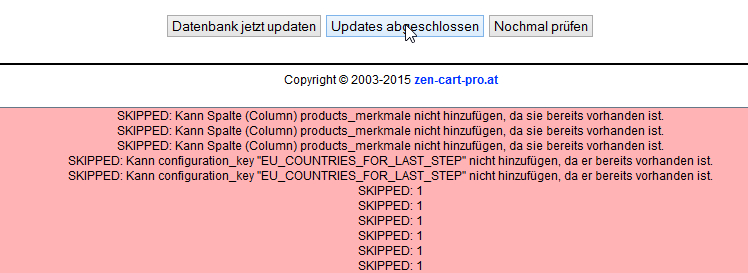 Datenbank jetzt updaten Updates abgeschlossen Nochmal prüfen
Copyright © 2003-2015 zen-cart-pro.at
SKIPPED: Kann Spalte (Column) products_merkmale nicht hinzufügen, da sie bereits vorhanden ist.
SKIPPED: Kann Spalte (Column) products_merkmale nicht hinzufügen, da sie bereits vorhanden ist.
SKIPPED: Kann Spalte (Column) products_merkmale nicht hinzufügen, da sie bereits vorhanden ist.
SKIPPED: Kann configuration_key "EU_COUNTRIES_FOR_LAST_STEP" nicht hinzufügen, da er bereits vorhanden ist.
SKIPPED: Kann configuration_key "EU_COUNTRIES_FOR_LAST_STEP" nicht hinzufügen, da er bereits vorhanden ist.
SKIPPED: 1
SKIPPED: 1
SKIPPED: 1
SKIPPED: 1
SKIPPED: 1
SKIPPED: 1